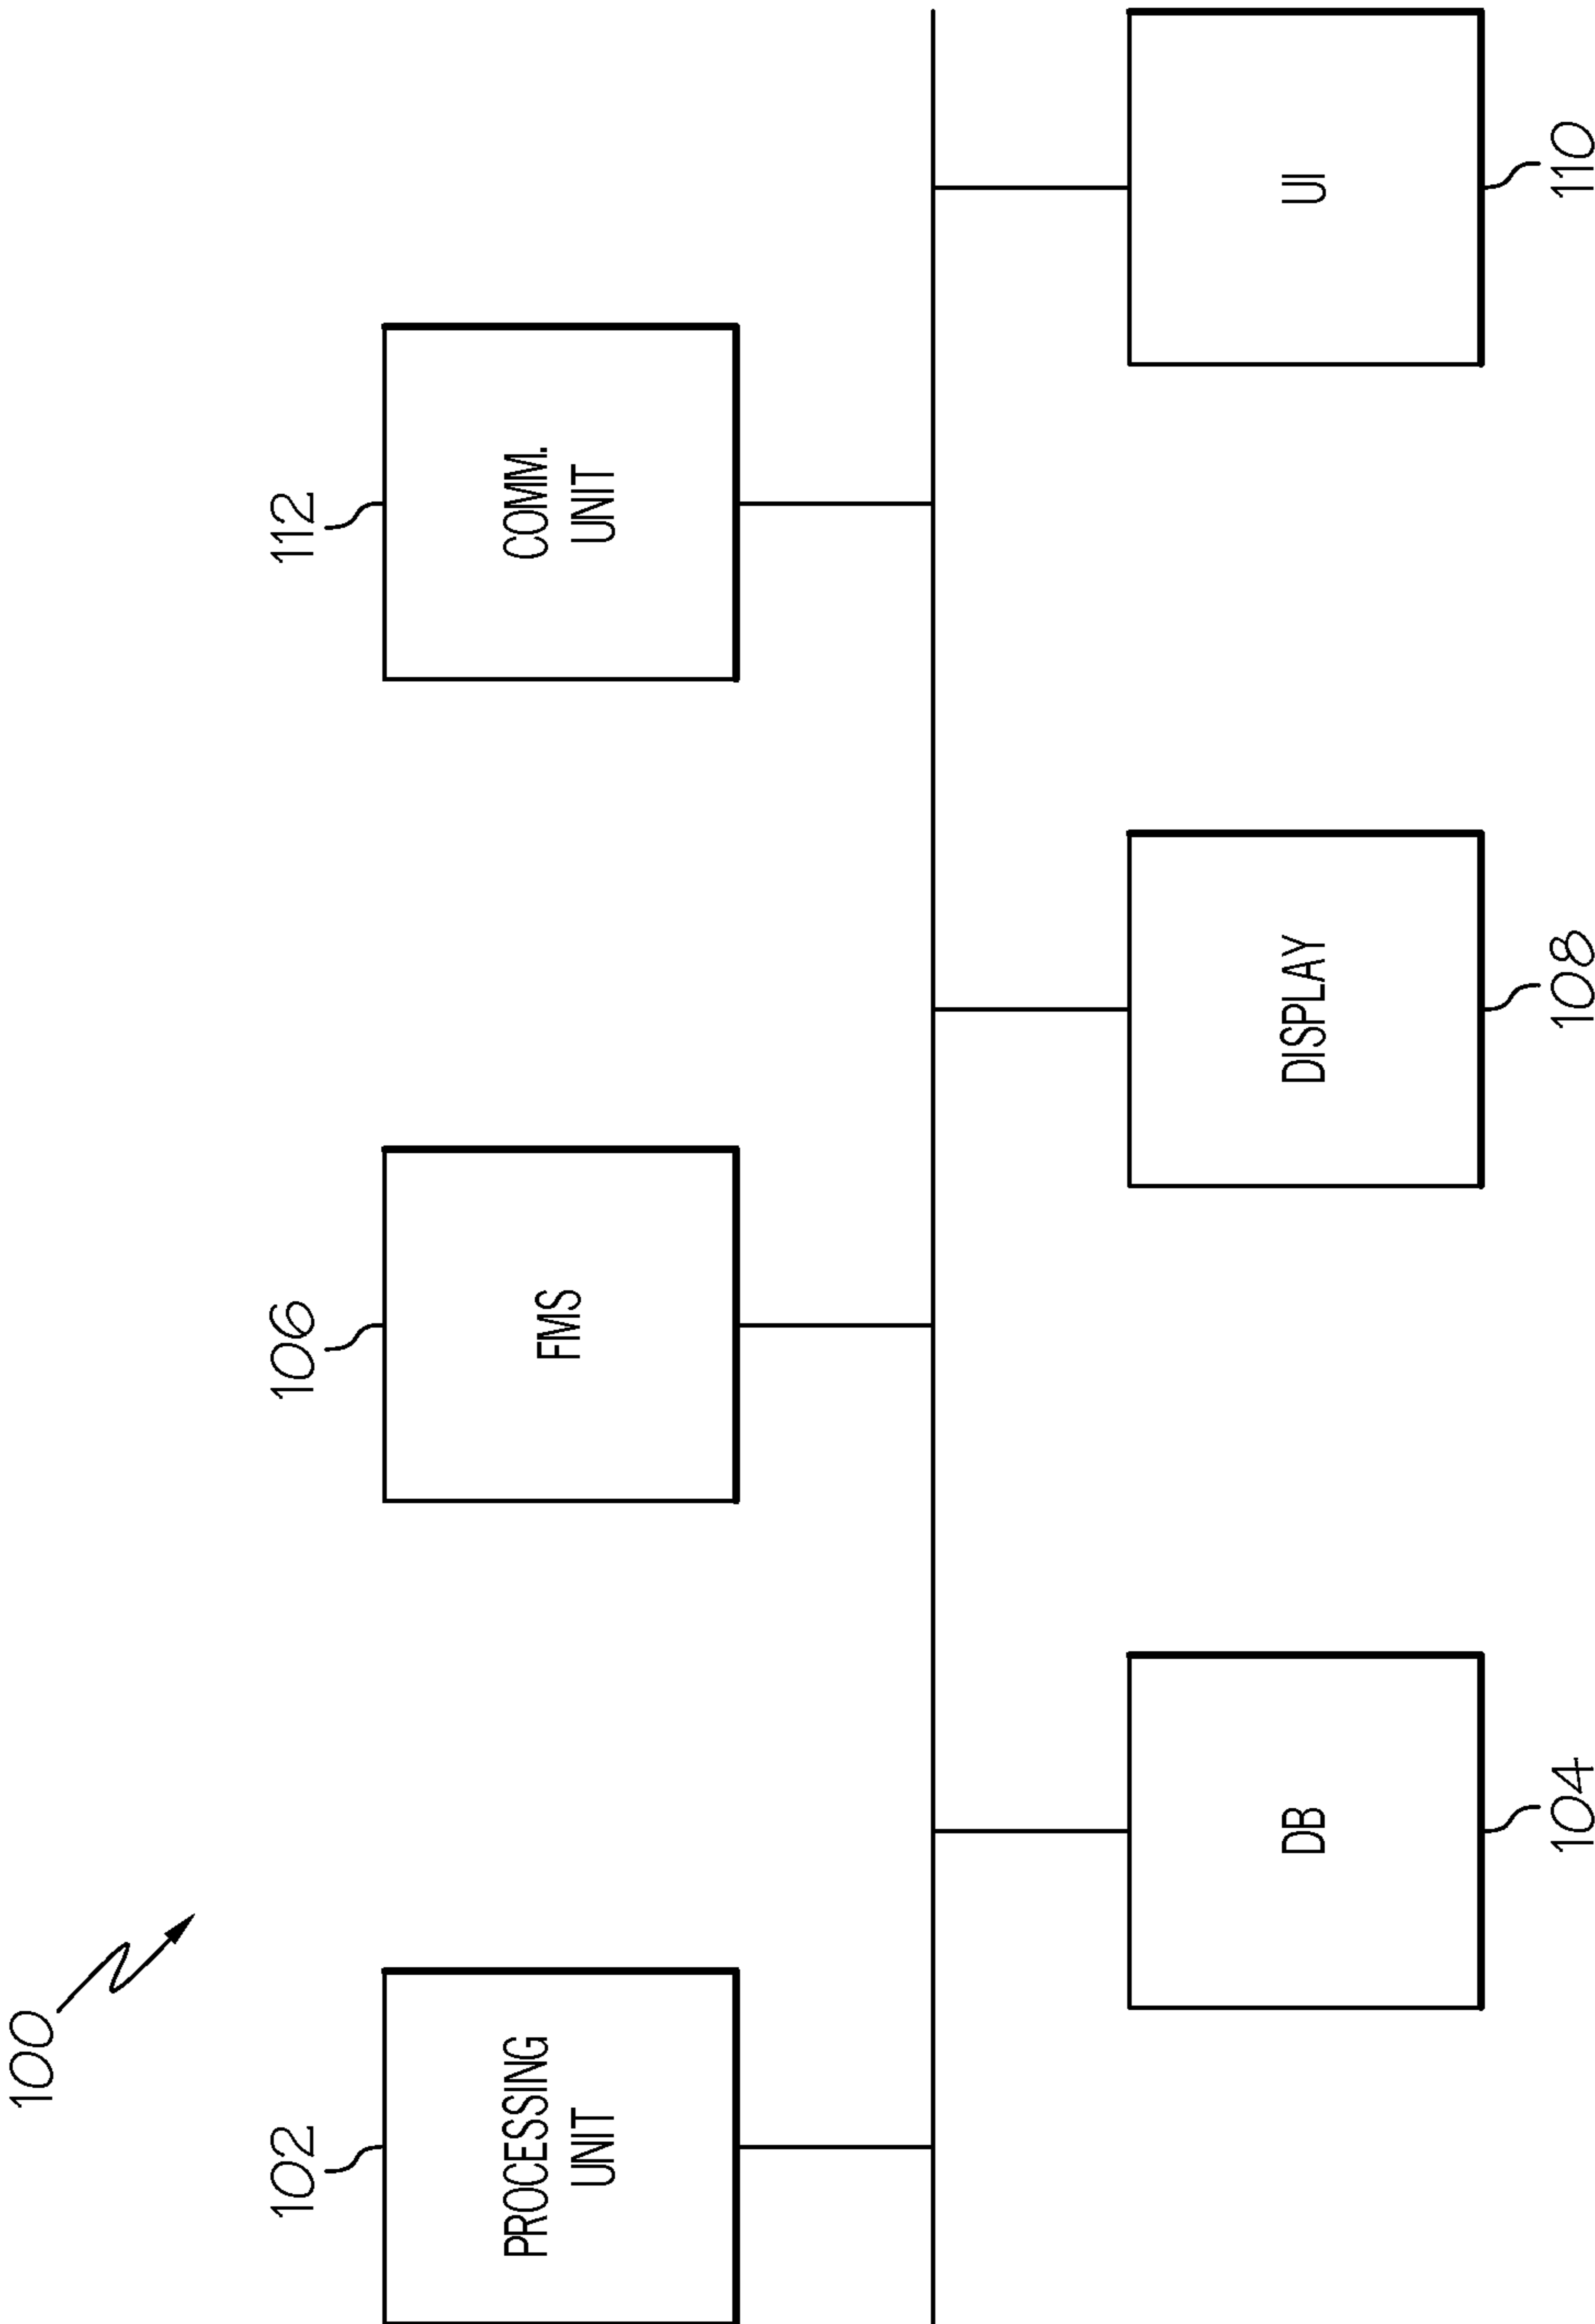 100
102
106
112
PROCESSING
UNIT
FMS
COMM.
UNIT
DB
DISPLAY
UI
104
108
110